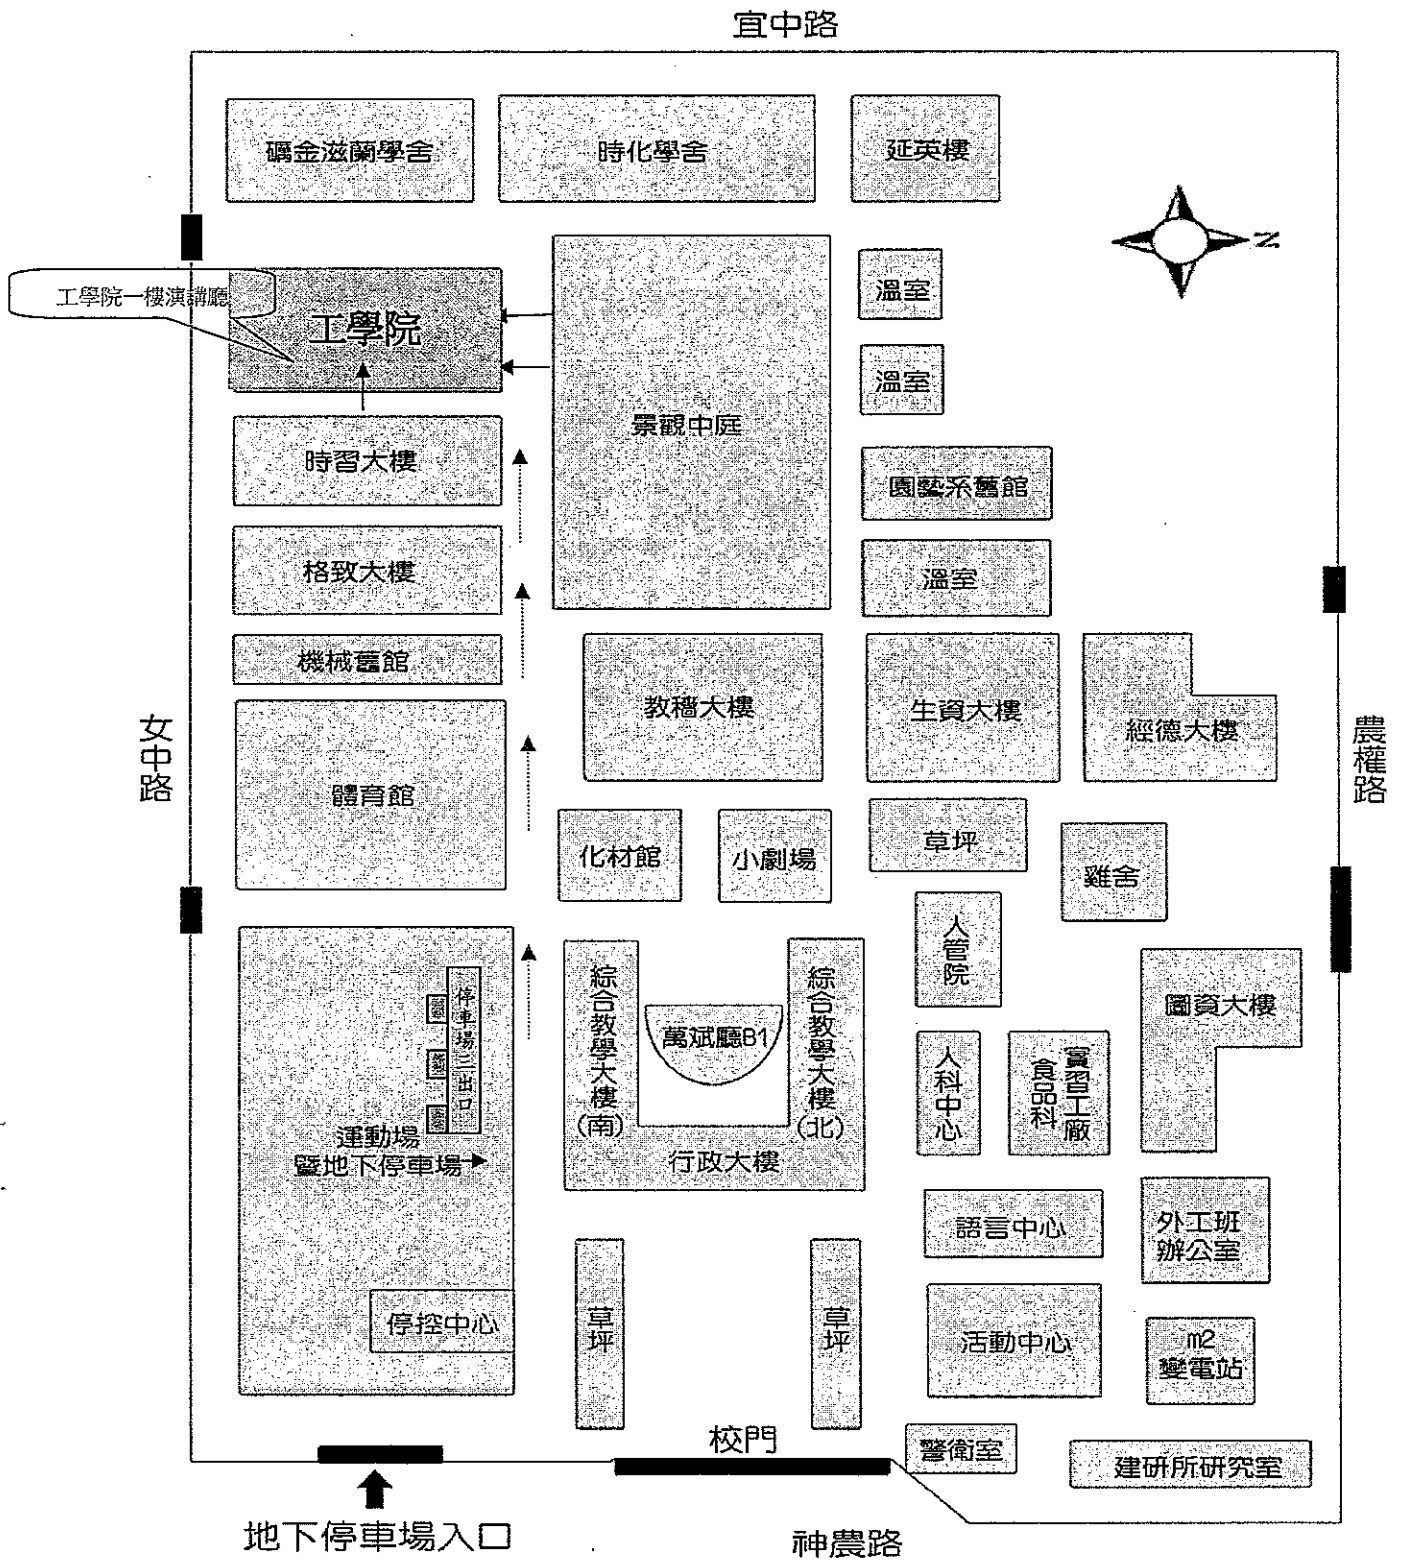 宜中路
礪金滋蘭學舍
時化學舍
延英樓
N
工學院一樓演講廳
工學院
景觀中庭
溫室
溫室
時習大樓
園藝系舊館
格致大樓
溫室
機械舊館
教穡大樓
生資大樓
經德大樓
女中路
農權路
體育館
化材館
小劇場
草坪
雞舍
人管院
綜合教學大樓
(南)
萬斌廳B1
綜合教學大樓
(北)
圖資大樓
停車場三出口
人科中心
實習工廠
食品科
運動場
暨地下停車場
行政大樓
語言中心
外工班
辦公室
停控中心
草坪
草坪
活動中心
m2
變電站
校門
警衛室
建研所研究室
地下停車場入口
神農路